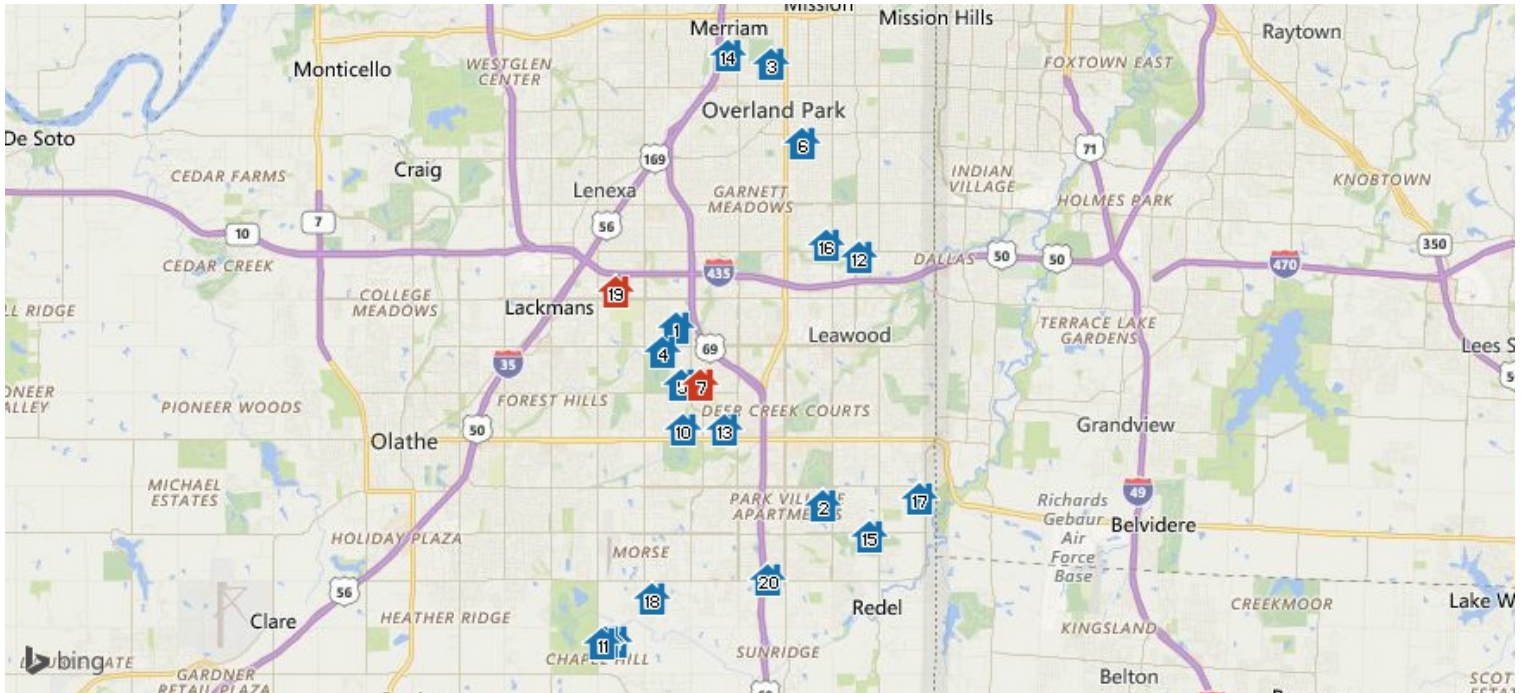 Mission
Merriam
Mission Hills
Raytown
14
3
Monticello
WESTGLEN
CENTER
FOXTOWN EAST
Overland Park
De Soto
6
71
169
Craig
CEDAR FARMS
Lenexa
GARNETT
MEADOWS
INDIAN
VILLAGE
KNOBTOWN
HOLMES PARK
7
10
56
16
12
50
50
350
CEDAR CREEK
DALLAS
435
470
19
COLLEGE
MEADOWS
Lackmans
LL RIDGE
1
TERRACE LAKE
GARDENS
Leawood
4
69
Lees S
35
5
7
FOREST HILLS
DEER CREEK COURTS
PIONEER WOODS
Olathe
50
10
13
Grandview
MICHAEL
ESTATES
PARK VILLAGE
APARTMENTS
2
17
49
Richards
Gebaur
Air
Force
Base
Belvidere
15
HOLIDAY PLAZA
MORSE
20
56
18
Clare
HEATHER RIDGE
Redel
CREEKMOOR
Lake W
KINGSLAND
11
CHAPEL HILL
SUNRIDGE
bing
GARDNER
RETAIL PLAZA
Belton
69